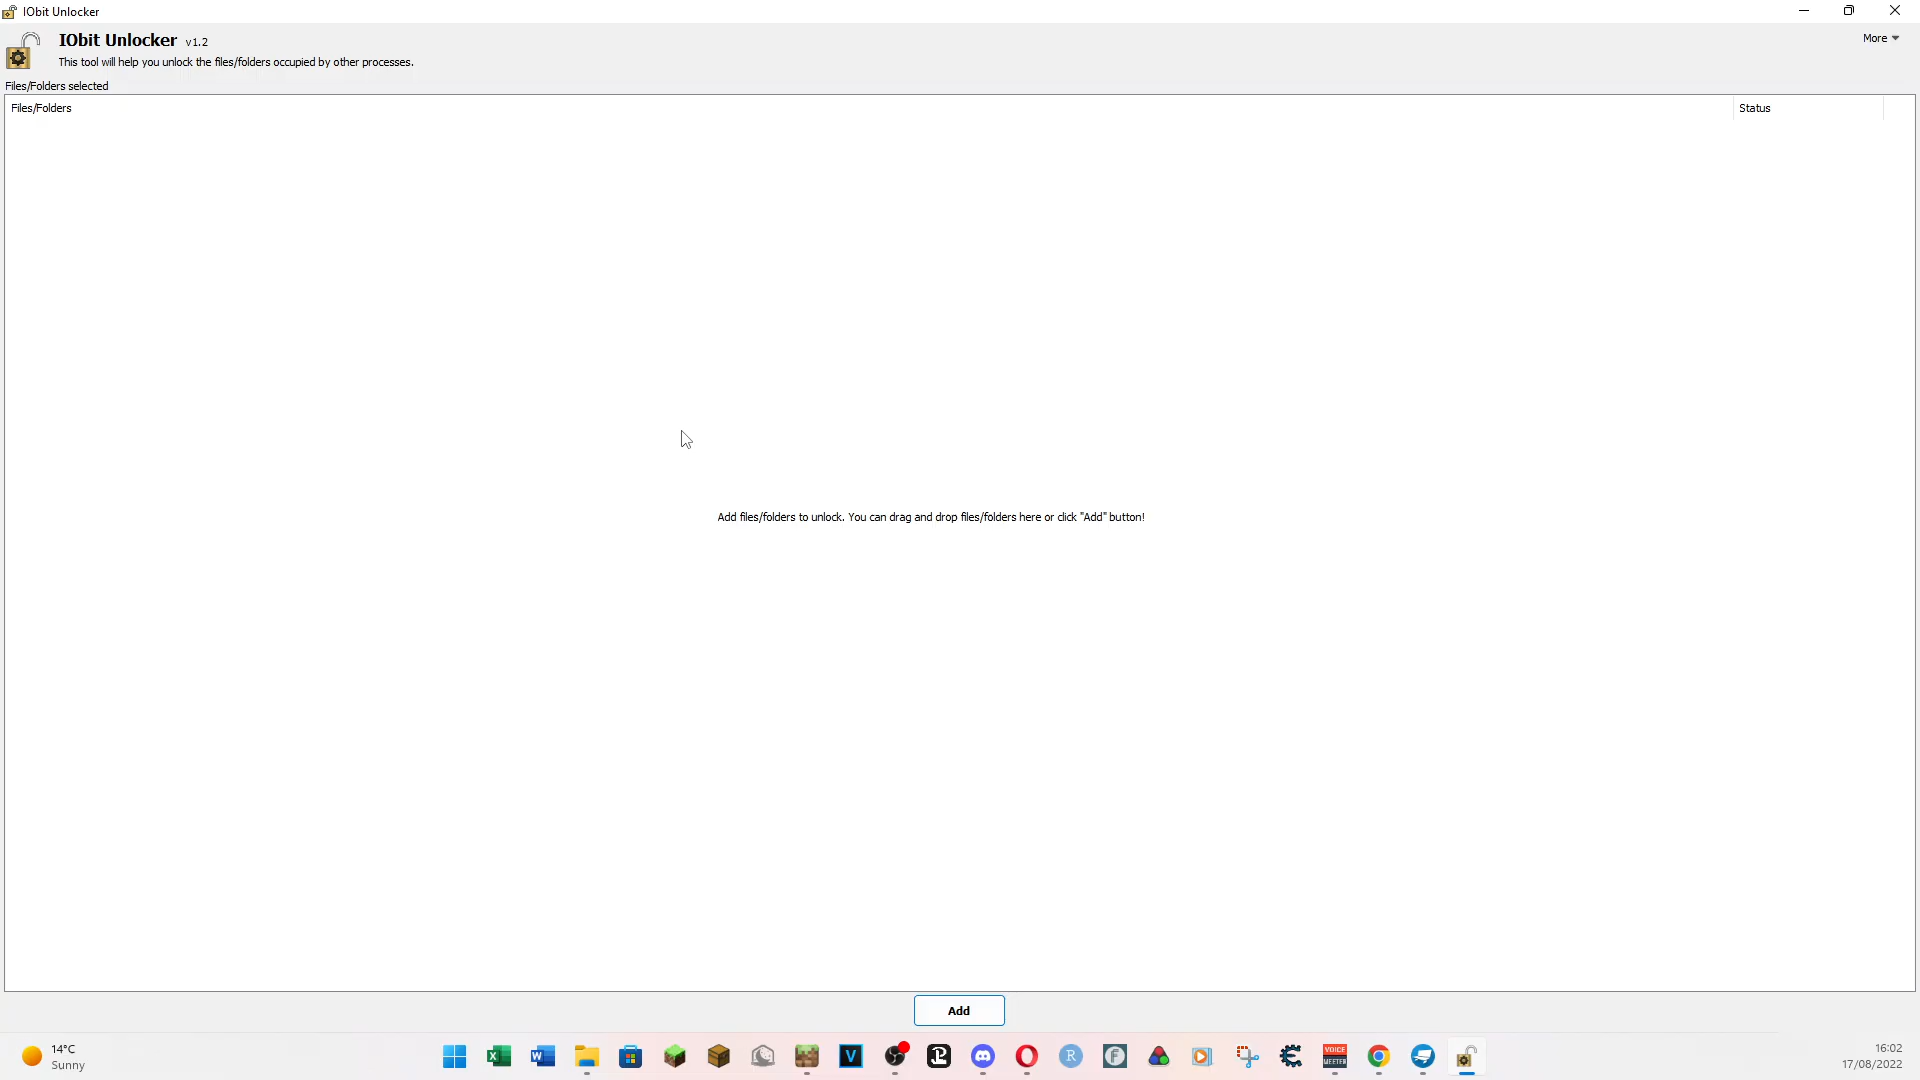 IObit Unlocker
IObit Unlocker v1.2
More
This tool will help you unlock the files/folders occupied by other processes.
Files/Folders selected
Files/Folders
Status
Add files/folders to unlock. You can drag and drop files/folders here or click "Add" button!
Add
14°C
Sunny
VOICE
MEETER
16:02
17/08/2022